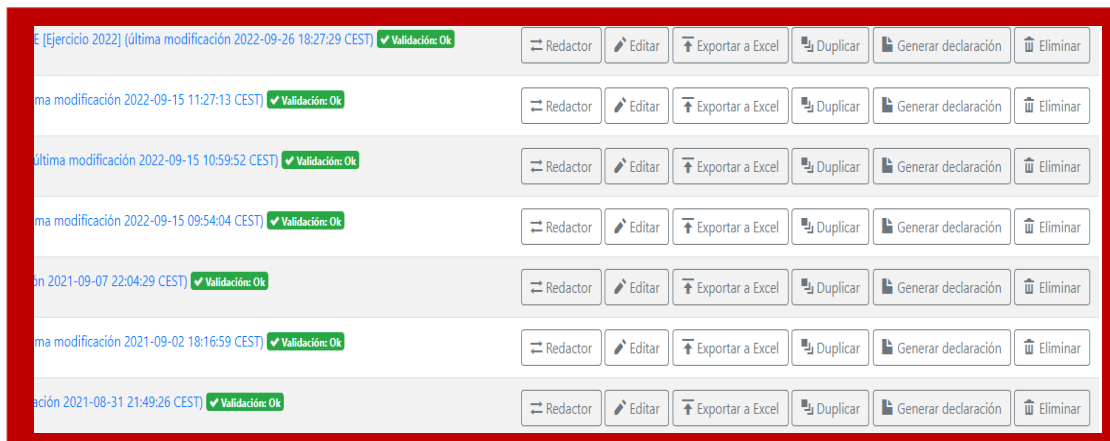 E [Ejercicio 2022] (última modificación 2022-09-26 18:27:29 CEST) Validación: Ok Redactor Editar Exportar a Excel Duplicar Generar declaración Eliminar
ma modificación 2022-09-15 11:27:13 CEST) Validación: Ok Redactor Editar Exportar a Excel Duplicar Generar declaración Eliminar
última modificación 2022-09-15 10:59:52 CEST) Validación: Ok Redactor Editar Exportar a Excel Duplicar Generar declaración Eliminar
ma modificación 2022-09-15 09:54:04 CEST) Validación: Ok Redactor Editar Exportar a Excel Duplicar Generar declaración Eliminar
ón 2021-09-07 22:04:29 CEST) Validación: Ok Redactor Editar Exportar a Excel Duplicar Generar declaración Eliminar
ma modificación 2021-09-02 18:16:59 CEST) Validación: Ok Redactor Editar Exportar a Excel Duplicar Generar declaración Eliminar
ación 2021-08-31 21:49:26 CEST) Validación: Ok Redactor Editar Exportar a Excel Duplicar Generar declaración Eliminar